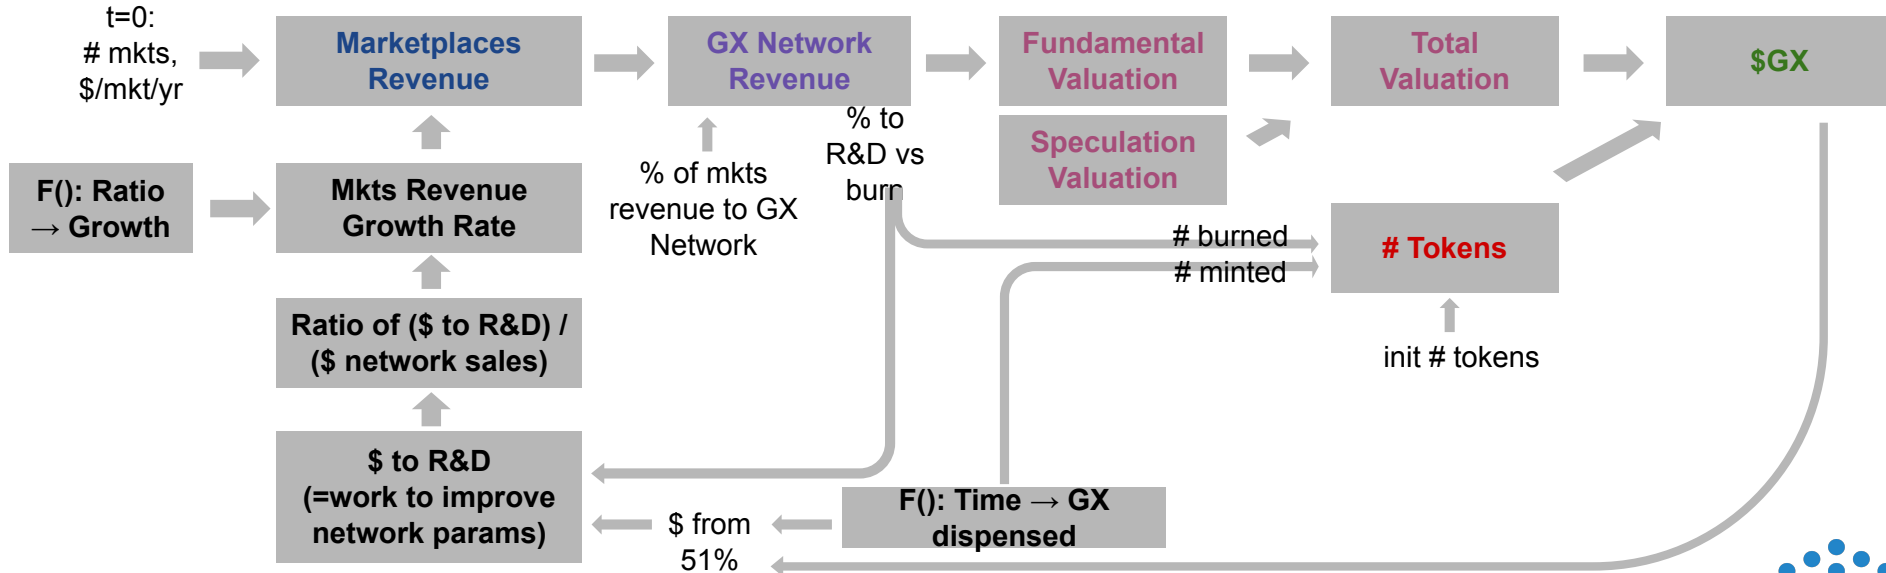 t=0:
# mkts,
$/mkt/yr
Marketplaces
Revenue
GX Network
Revenue
Fundamental
Valuation
Total
Valuation
$GX
Speculation
Valuation
% to
R&D vs
burn
F(): Ratio
→ Growth
Mkts Revenue
Growth Rate
% of mkts
revenue to GX
Network
# burned
# minted
# Tokens
init # tokens
Ratio of ($ to R&D) /
($ network sales)
$ to R&D
(=work to improve
network params)
$ from
51%
F(): Time → GX
dispensed